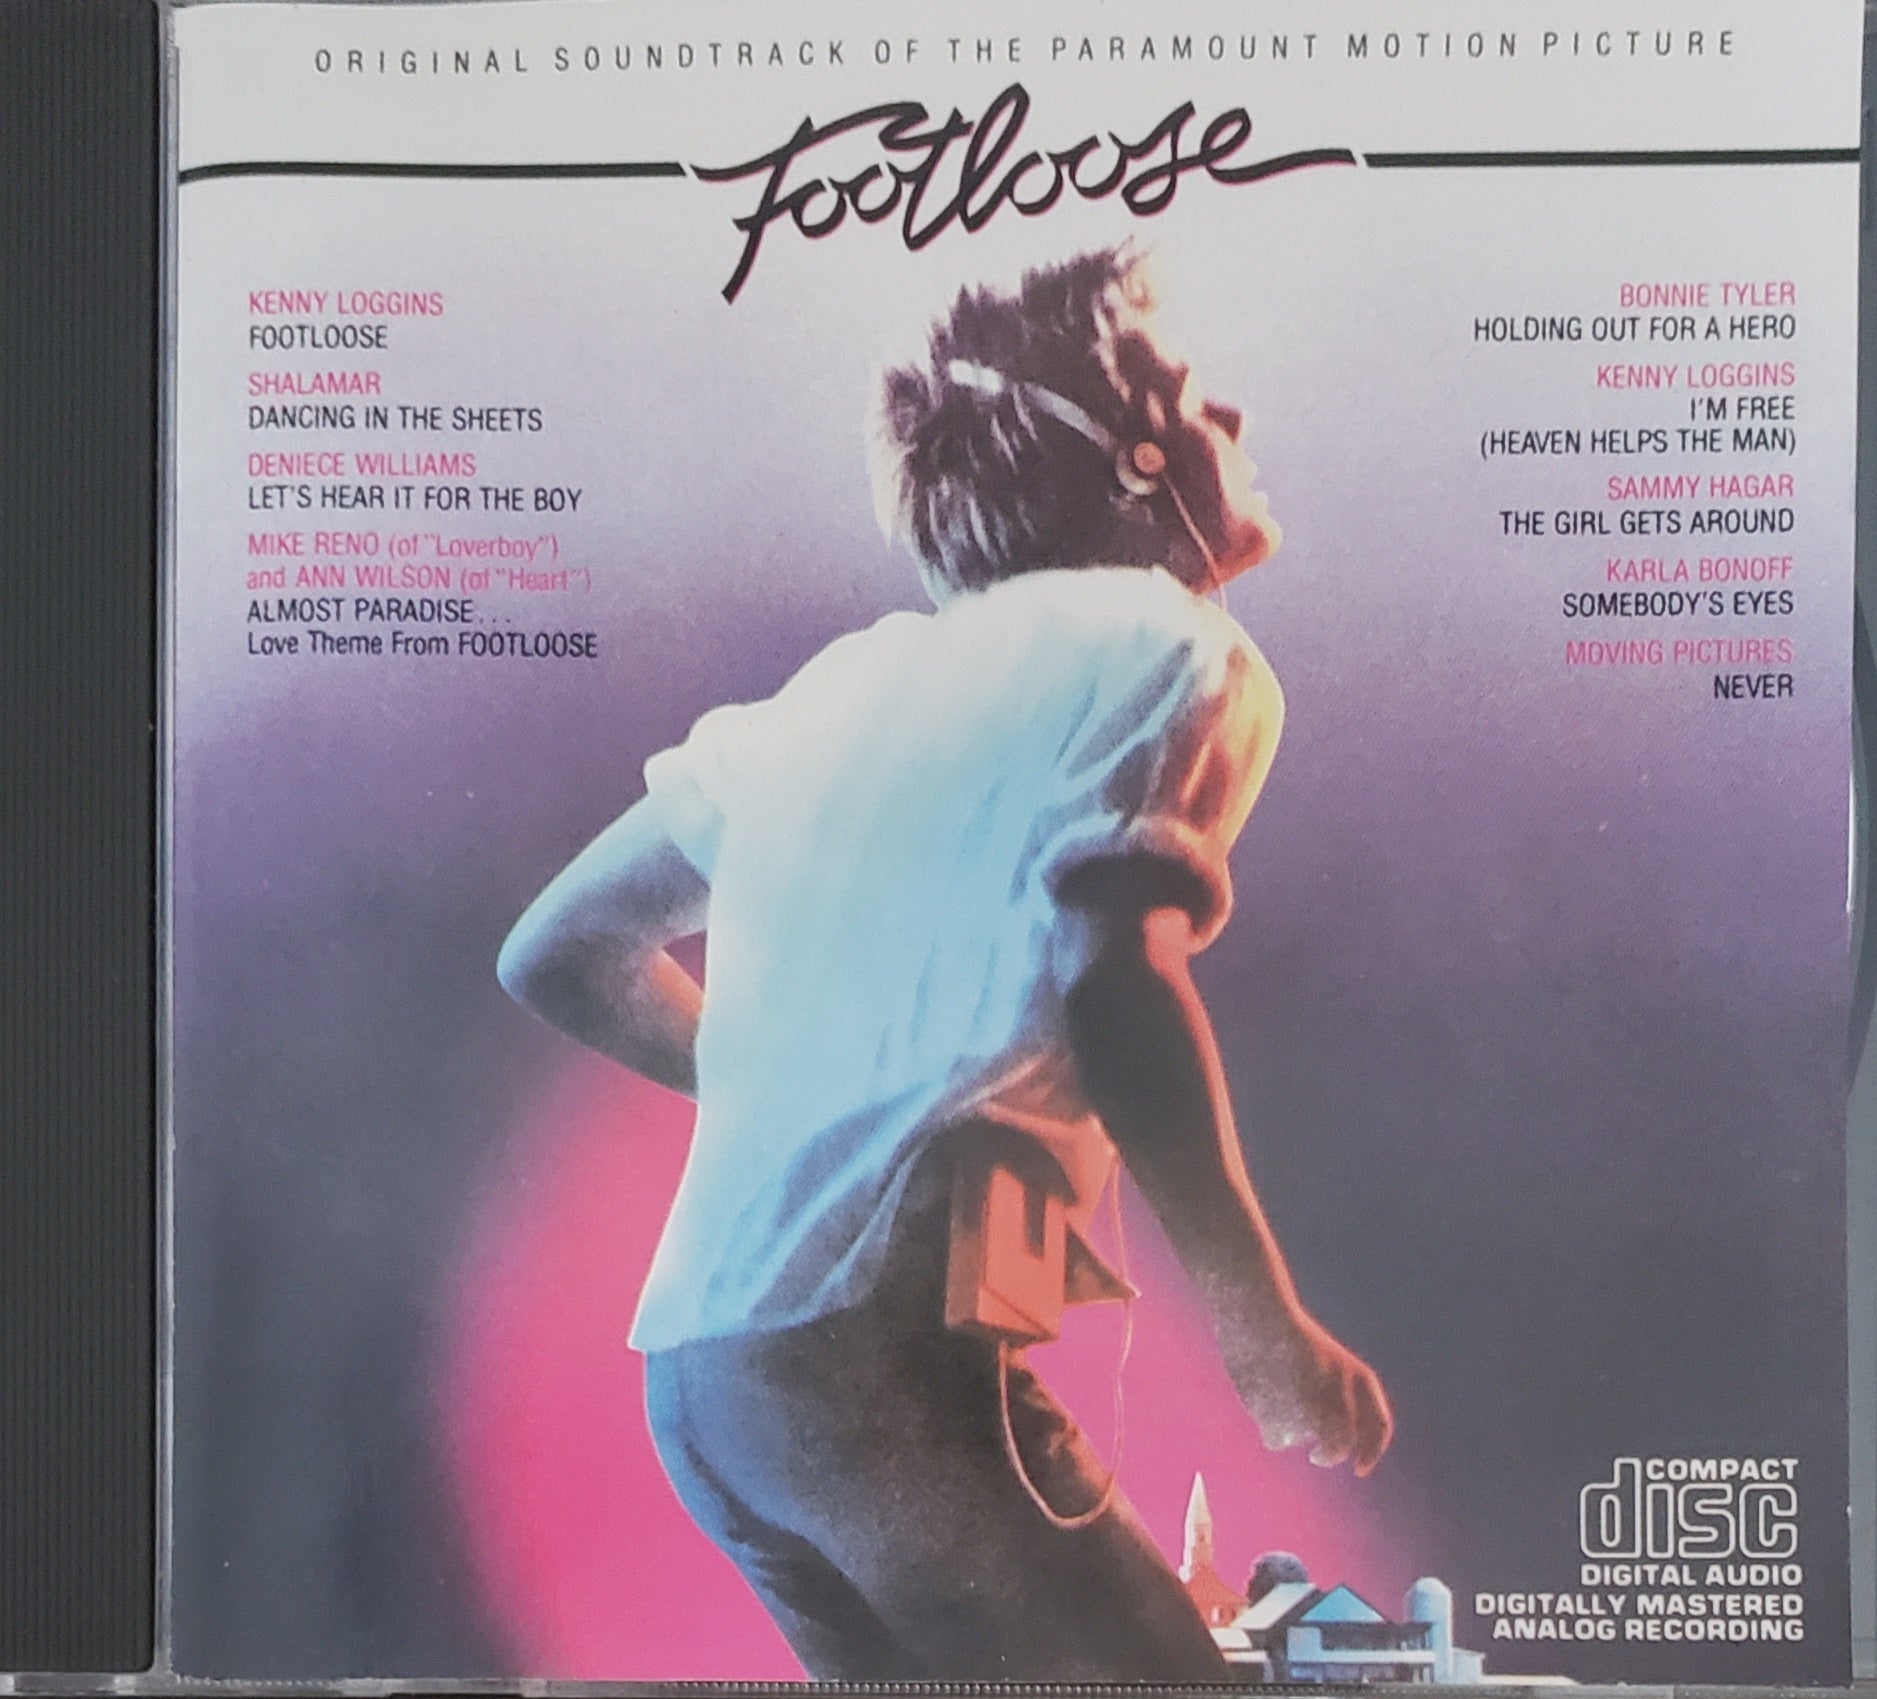 ORIGINAL SOUNDTRACK OF THE PARAMOUNT MOTION PICTURE
Footloose
KENNY LOGGINS
FOOTLOOSE
SHALAMAR
DANCING IN THE SHEETS
DENIECE WILLIAMS
LET'S HEAR IT FOR THE BOY
MIKE RENO (of "Loverboy")
and ANN WILSON (of "Heart")
ALMOST PARADISE...
Love Theme From FOOTLOOSE
BONNIE TYLER
HOLDING OUT FOR A HERO
KENNY LOGGINS
I'M FREE
(HEAVEN HELPS THE MAN)
SAMMY HAGAR
THE GIRL GETS AROUND
KARLA BONOFF
SOMEBODY'S EYES
MOVING PICTURES
NEVER
COMPACT
disc
DIGITAL AUDIO
DIGITALLY MASTERED
ANALOG RECORDING